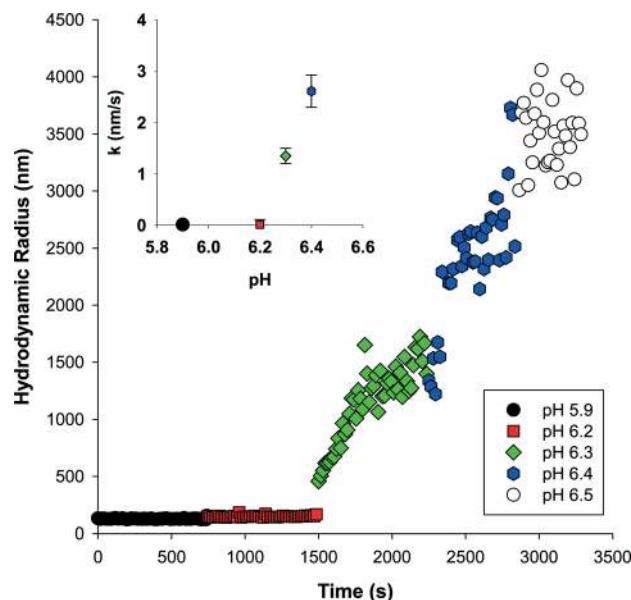 4500
4000
3500
3000
2500
2000
1500
1000
500
0
Hydrodynamic Radius (nm)
4
3
2
1
0
k (nm/s)
5.8 6.0 6.2 6.4 6.6
pH
pH 5.9
pH 6.2
pH 6.3
pH 6.4
pH 6.5
0 500 1000 1500 2000 2500 3000 3500
Time (s)